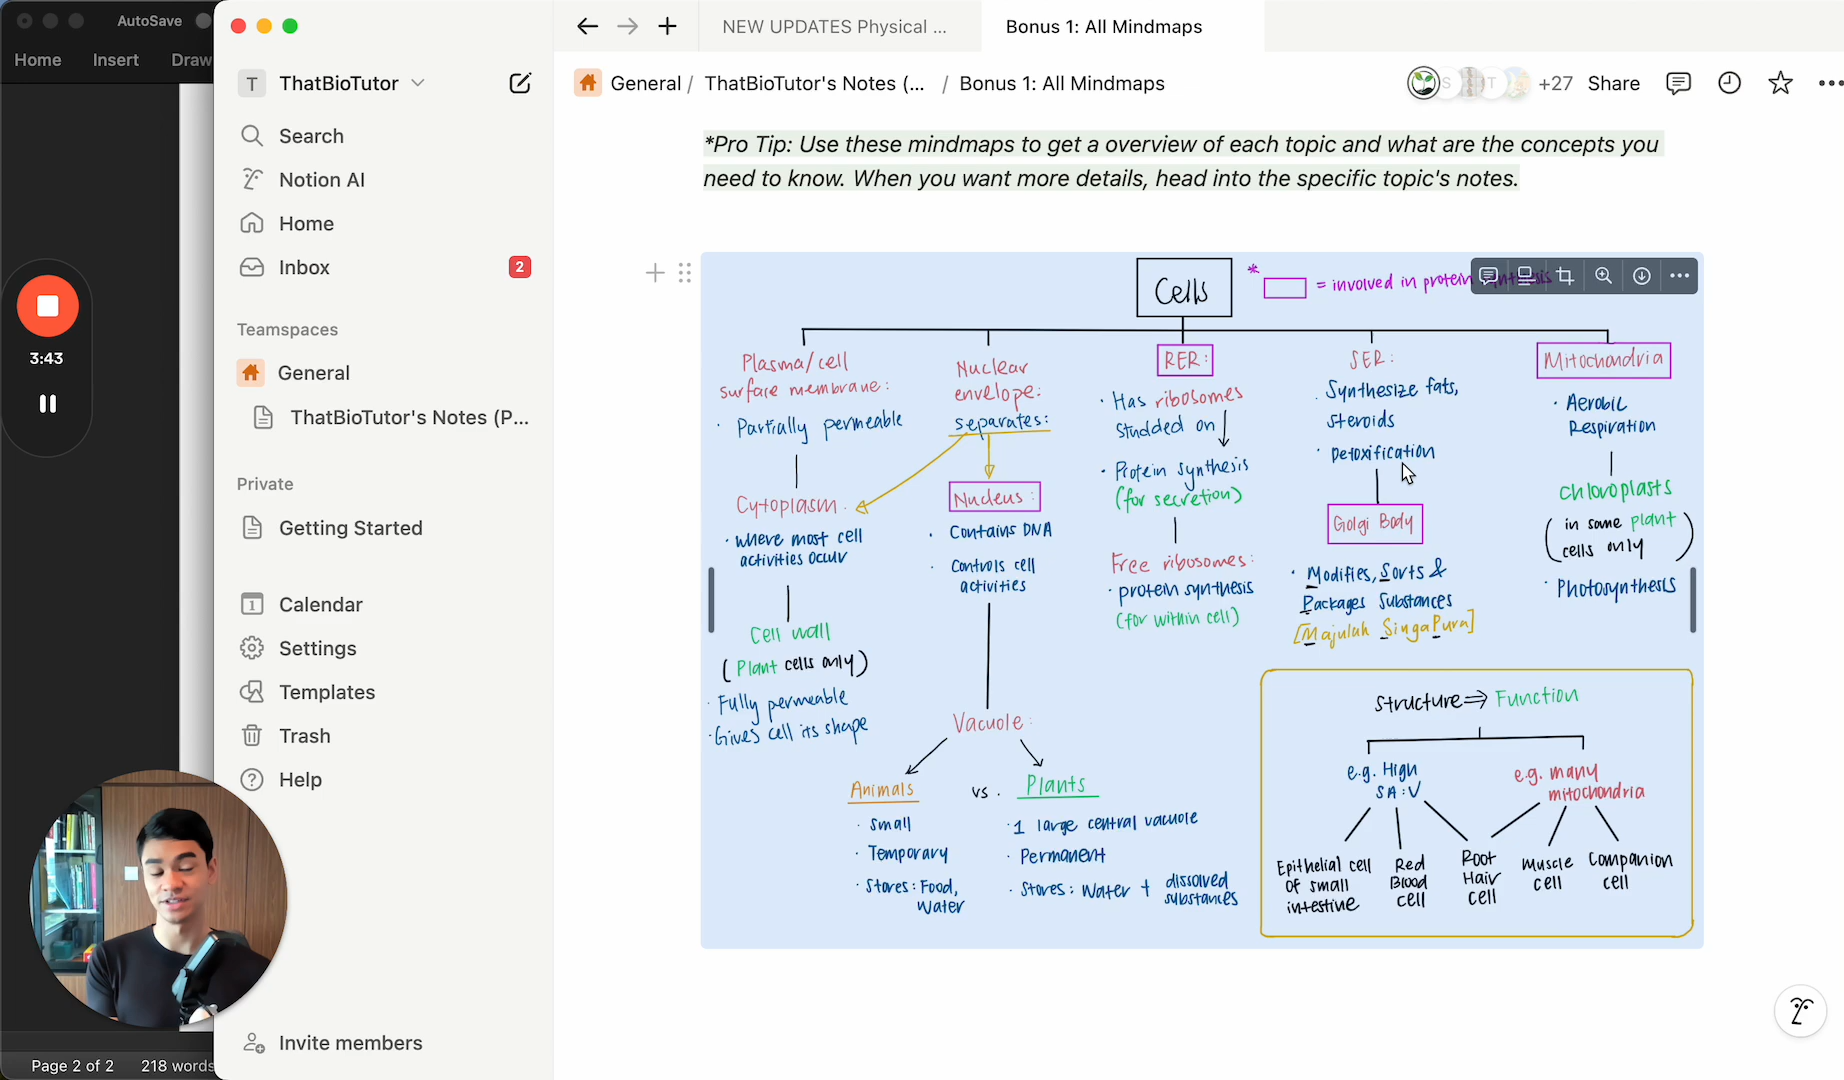 AutoSave
Home
Insert
Draw
3:43
Page 2 of 2
218 words
T
ThatBioTutor
Search
Notion AI
Home
Inbox
2
Teamspaces
General
ThatBioTutor's Notes (P...
Private
Getting Started
Calendar
Settings
Templates
Trash
Help
Invite members
NEW UPDATES Physical ...
Bonus 1: All Mindmaps
General /
ThatBioTutor's Notes (...
/ Bonus 1: All Mindmaps
S
T
+27
Share
*Pro Tip: Use these mindmaps to get a overview of each topic and what are the concepts you
need to know. When you want more details, head into the specific topic's notes.
Cells
* = involved in protein synthesis
Plasma/cell
surface membrane:
· Partially permeable
Cytoplasm:
· where most cell
activities occur
Cell wall
(Plant cells only)
· Fully permeable
· Gives cell its shape
Nuclear
envelope:
separates:
Nucleus:
· Contains DNA
· Controls cell
activities
Vacuole:
Animals
vs.
Plants
· Small
· Temporary
· Stores: Food,
Water
· 1 large central vacuole
· Permanent
· Stores: Water + dissolved
substances
RER:
· Has ribosomes
studded on
· Protein synthesis
(for secretion)
Free ribosomes:
· protein synthesis
(for within cell)
SER:
· Synthesize fats,
steroids
· Detoxification
Golgi Body
· Modifies, Sorts &
Packages Substances
[Majulah SingaPura]
Mitochondria
· Aerobic
Respiration
Chloroplasts
(in some plant
cells only)
· Photosynthesis
Structure ⇒ Function
e.g. High
SA:V
e.g. many
mitochondria
Epithelial cell
of small
intestine
Red
Blood
cell
Root
Hair
cell
Muscle
cell
Companion
cell